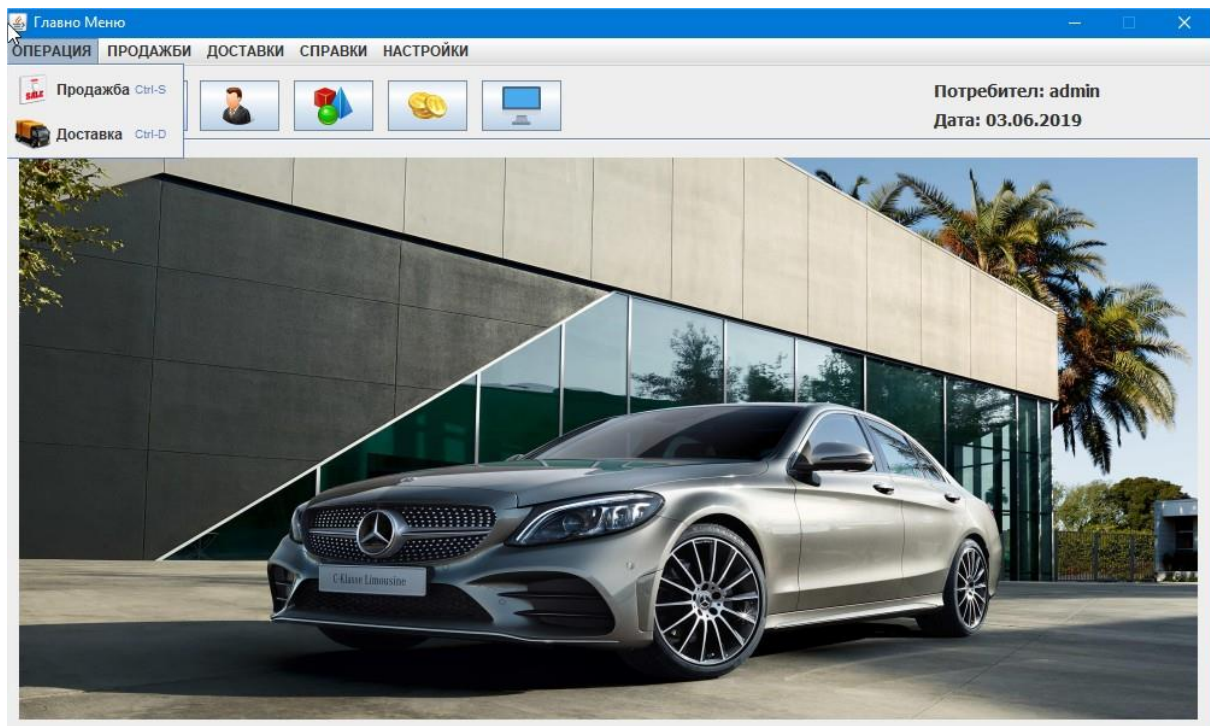 Главно Меню
ОПЕРАЦИЯ ПРОДАЖБИ ДОСТАВКИ СПРАВКИ НАСТРОЙКИ
SALE Продажба Ctrl-S
Доставка Ctrl-D
Потребител: admin
Дата: 03.06.2019
C-Klasse Limousine